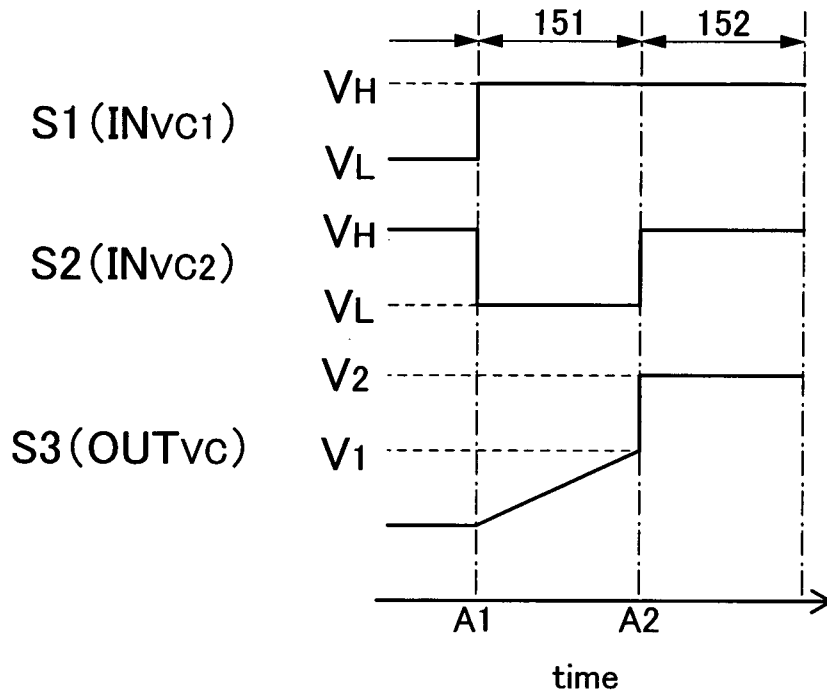 151 152
VH
S1(INVC1)
VL
VH
S2(INVC2)
VL
V2
S3(OUTVC)
V1
A1 A2
time